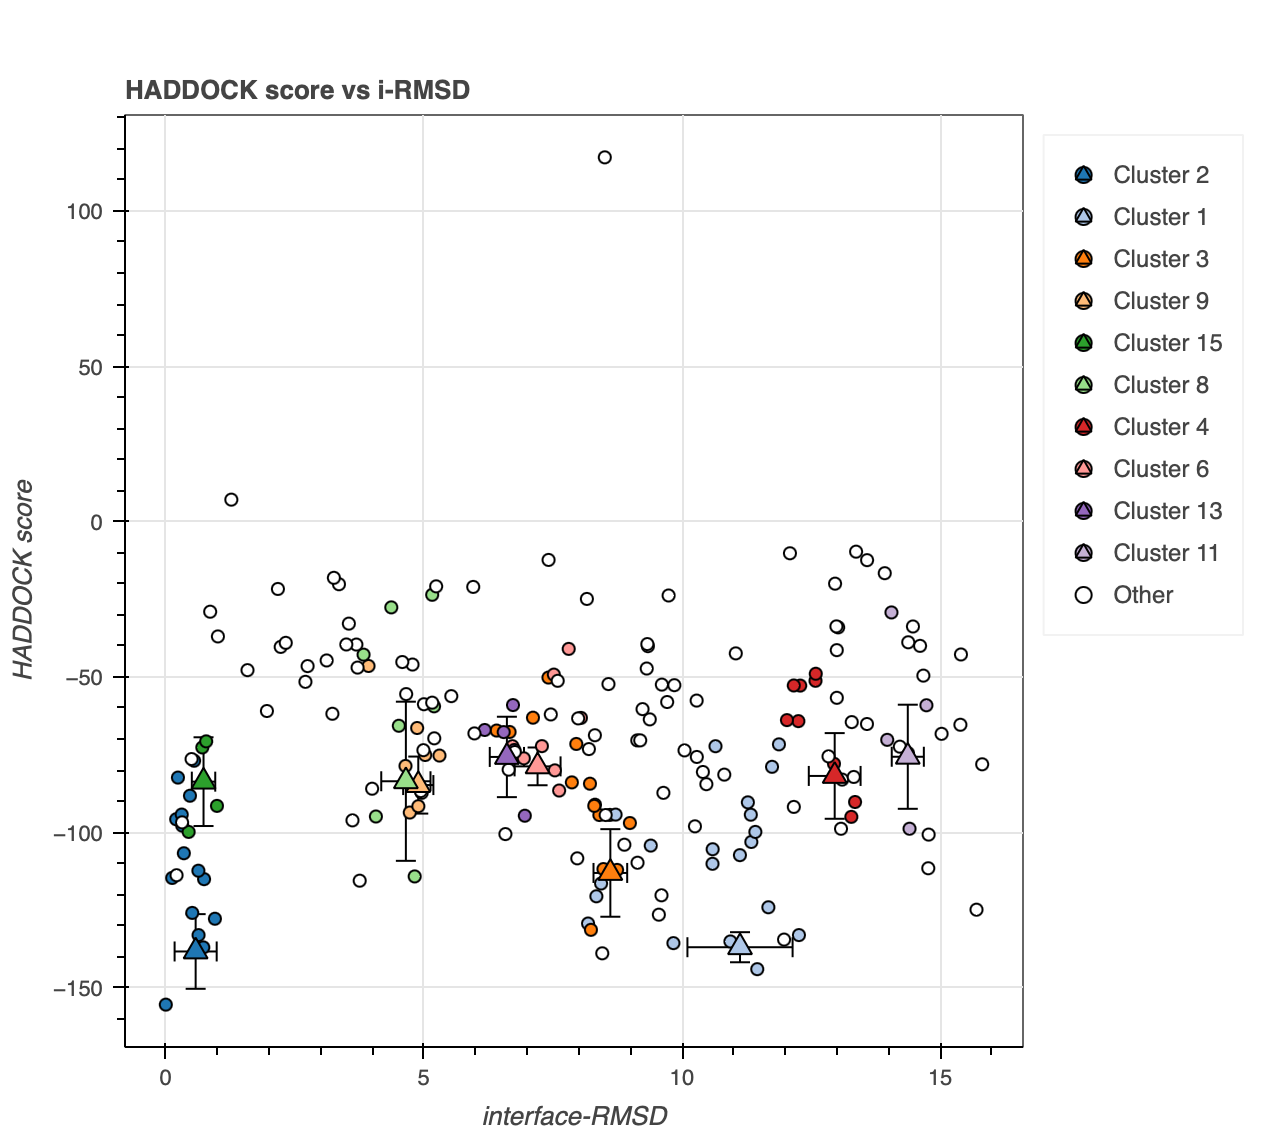 HADDOCK score vs i-RMSD
100
50
0
−50
−100
−150
HADDOCK score
0
5
10
15
interface-RMSD
Cluster 2
Cluster 1
Cluster 3
Cluster 9
Cluster 15
Cluster 8
Cluster 4
Cluster 6
Cluster 13
Cluster 11
Other